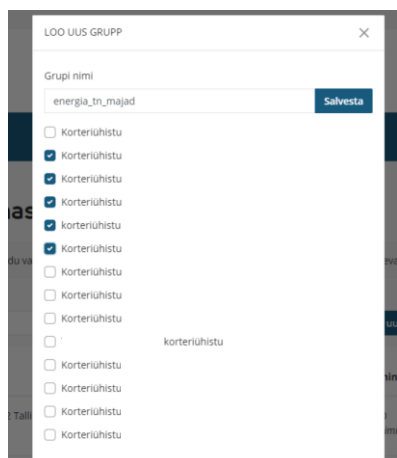 LOO UUS GRUPP
Grupi nimi
energia_tn_majad
Salvesta
Korteriühistu
Korteriühistu
Korteriühistu
Korteriühistu
korteriühistu
Korteriühistu
Korteriühistu
Korteriühistu
Korteriühistu
korteriühistu
Korteriühistu
Korteriühistu
Korteriühistu
Korteriühistu